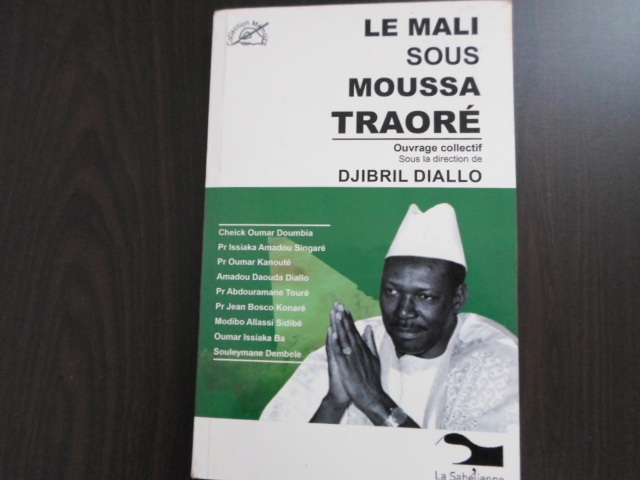 LE MALI
SOUS
MOUSSA
TRAORÉ
Ouvrage collectif
Sous la direction de
DJIBRIL DIALLO
Cheick Oumar Doumbia
Pr Issiaka Amadou Singaré
Pr Oumar Kanouté
Amadou Daouda Diallo
Pr Abdouramane Touré
Pr Jean Bosco Konaré
Modibo Allassi Sidibé
Oumar Issiaka Ba
Souleymane Dembele
La Sahélienne